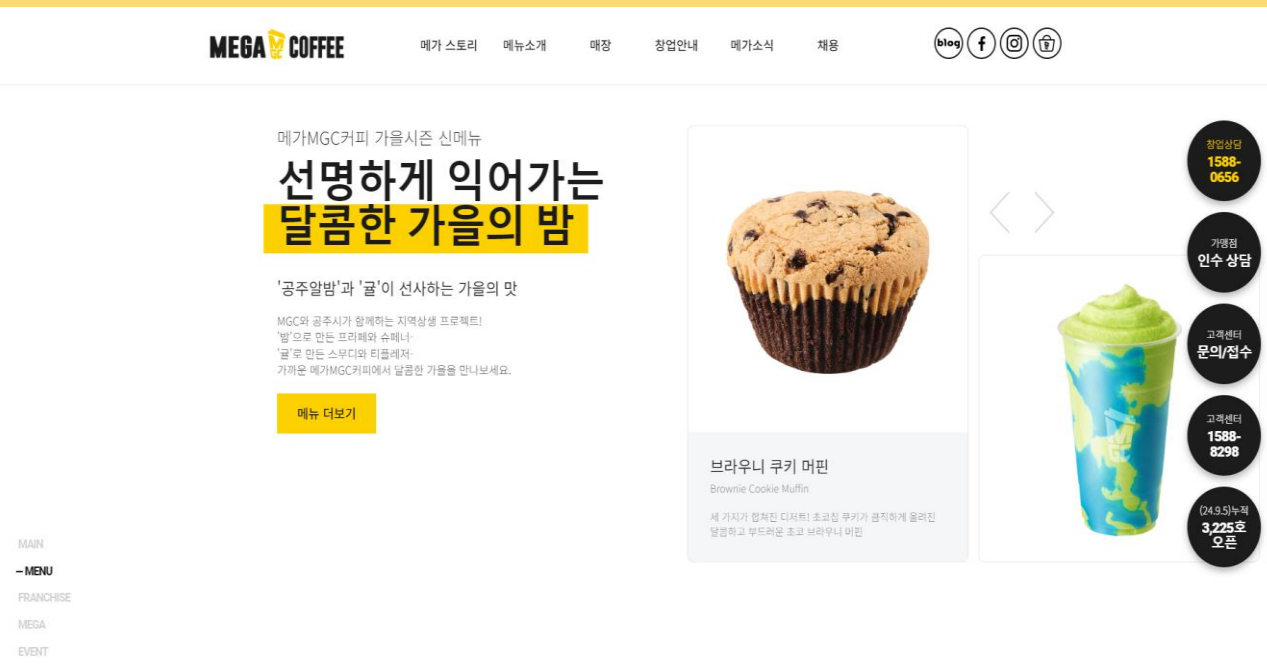 MEGA MGC COFFEE
메가 스토리 메뉴소개 매장 창업안내 메가소식 채용
blog
메가MGC커피 가을시즌 신메뉴
선명하게 익어가는
달콤한 가을의 밤
'공주알밤'과 '귤'이 선사하는 가을의 맛
MGC와 공주시가 함께하는 지역상생 프로젝트!
'밤'으로 만든 프라페와 슈페너·
'귤'로 만든 스무디와 티플레저·
가까운 메가MGC커피에서 달콤한 가을을 만나보세요.
메뉴 더보기
브라우니 쿠키 머핀
Brownie Cookie Muffin
세 가지가 합쳐진 디저트! 초코칩 쿠키가 큼직하게 올려진
달콤하고 부드러운 초코 브라우니 머핀
창업상담
1588-
0656
가맹점
인수 상담
고객센터
문의/접수
고객센터
1588-
8298
(24.9.5)누적
3,225호
오픈
MAIN
– MENU
FRANCHISE
MEGA
EVENT